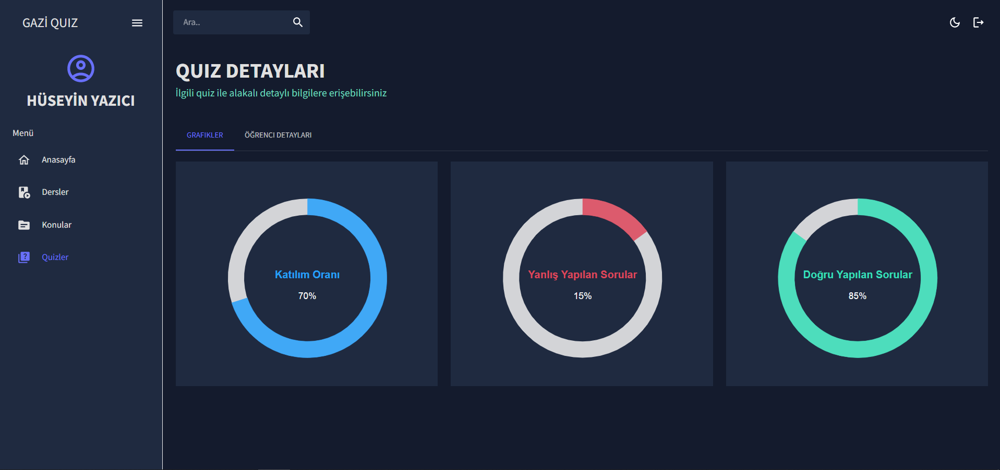 GAZİ QUIZ
HÜSEYİN YAZICI
Menü
Anasayfa
Dersler
Konular
Quizler
Ara..
QUIZ DETAYLARI
İlgili quiz ile alakalı detaylı bilgilere erişebilirsiniz
GRAFIKLER
ÖĞRENCI DETAYLARI
Katılım Oranı
70%
Yanlış Yapılan Sorular
15%
Doğru Yapılan Sorular
85%